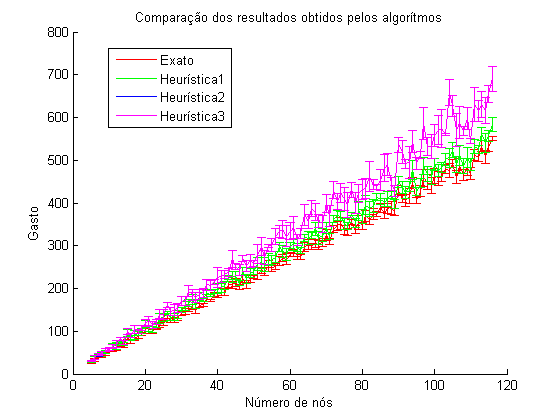 Comparação dos resultados obtidos pelos algorítmos
800
700
600
500
400
300
200
100
0
Gasto
Exato
Heurística1
Heurística2
Heurística3
0 20 40 60 80 100 120
Número de nós